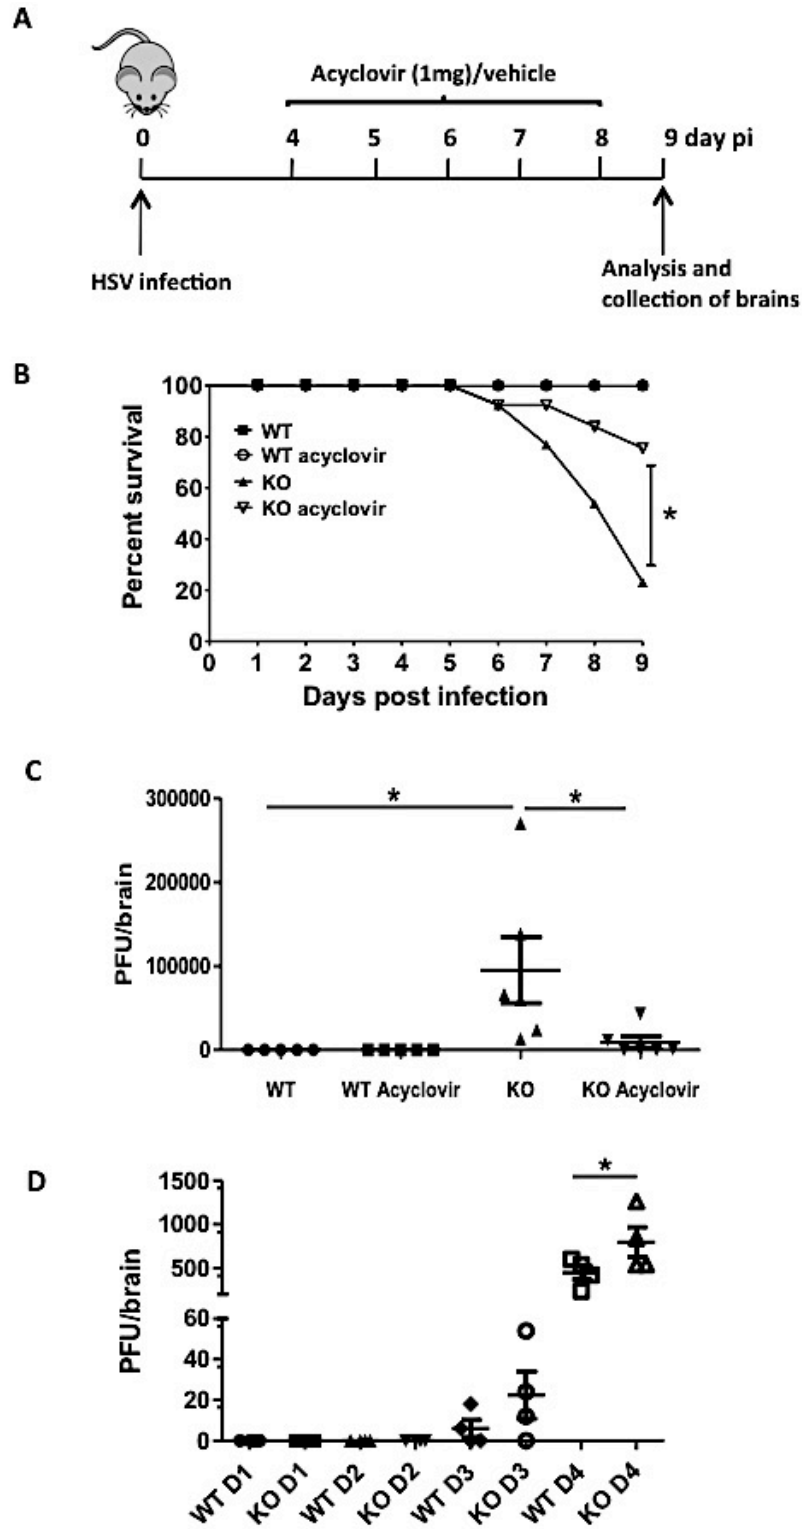 A
Acyclovir (1mg)/vehicle
0 4 5 6 7 8 9 day pi
HSV infection
Analysis and
collection of brains
B
Percent survival
100
80
60
40
20
0
WT
WT acyclovir
KO
KO acyclovir
*
0 1 2 3 4 5 6 7 8 9
Days post infection
C
PFU/brain
300000
200000
100000
0
* *
WT WT Acyclovir KO KO Acyclovir
D
PFU/brain
1500
1000
500
60
40
20
0
*
WT D1 KO D1 WT D2 KO D2 WT D3 KO D3 WT D4 KO D4